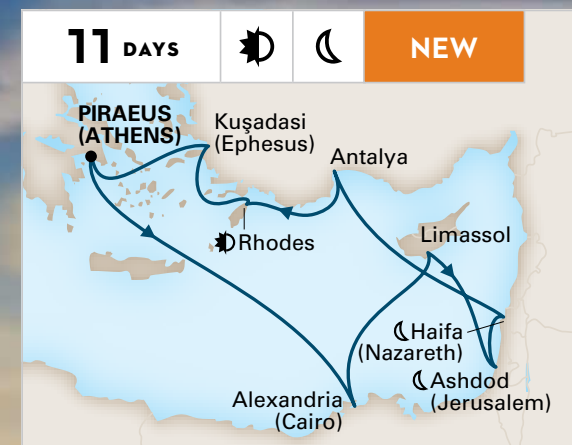 11 DAYS
NEW
PIRAEUS
(ATHENS)
Kuşadasi
(Ephesus)
Antalya
Rhodes
Limassol
Haifa
(Nazareth)
Ashdod
(Jerusalem)
Alexandria
(Cairo)